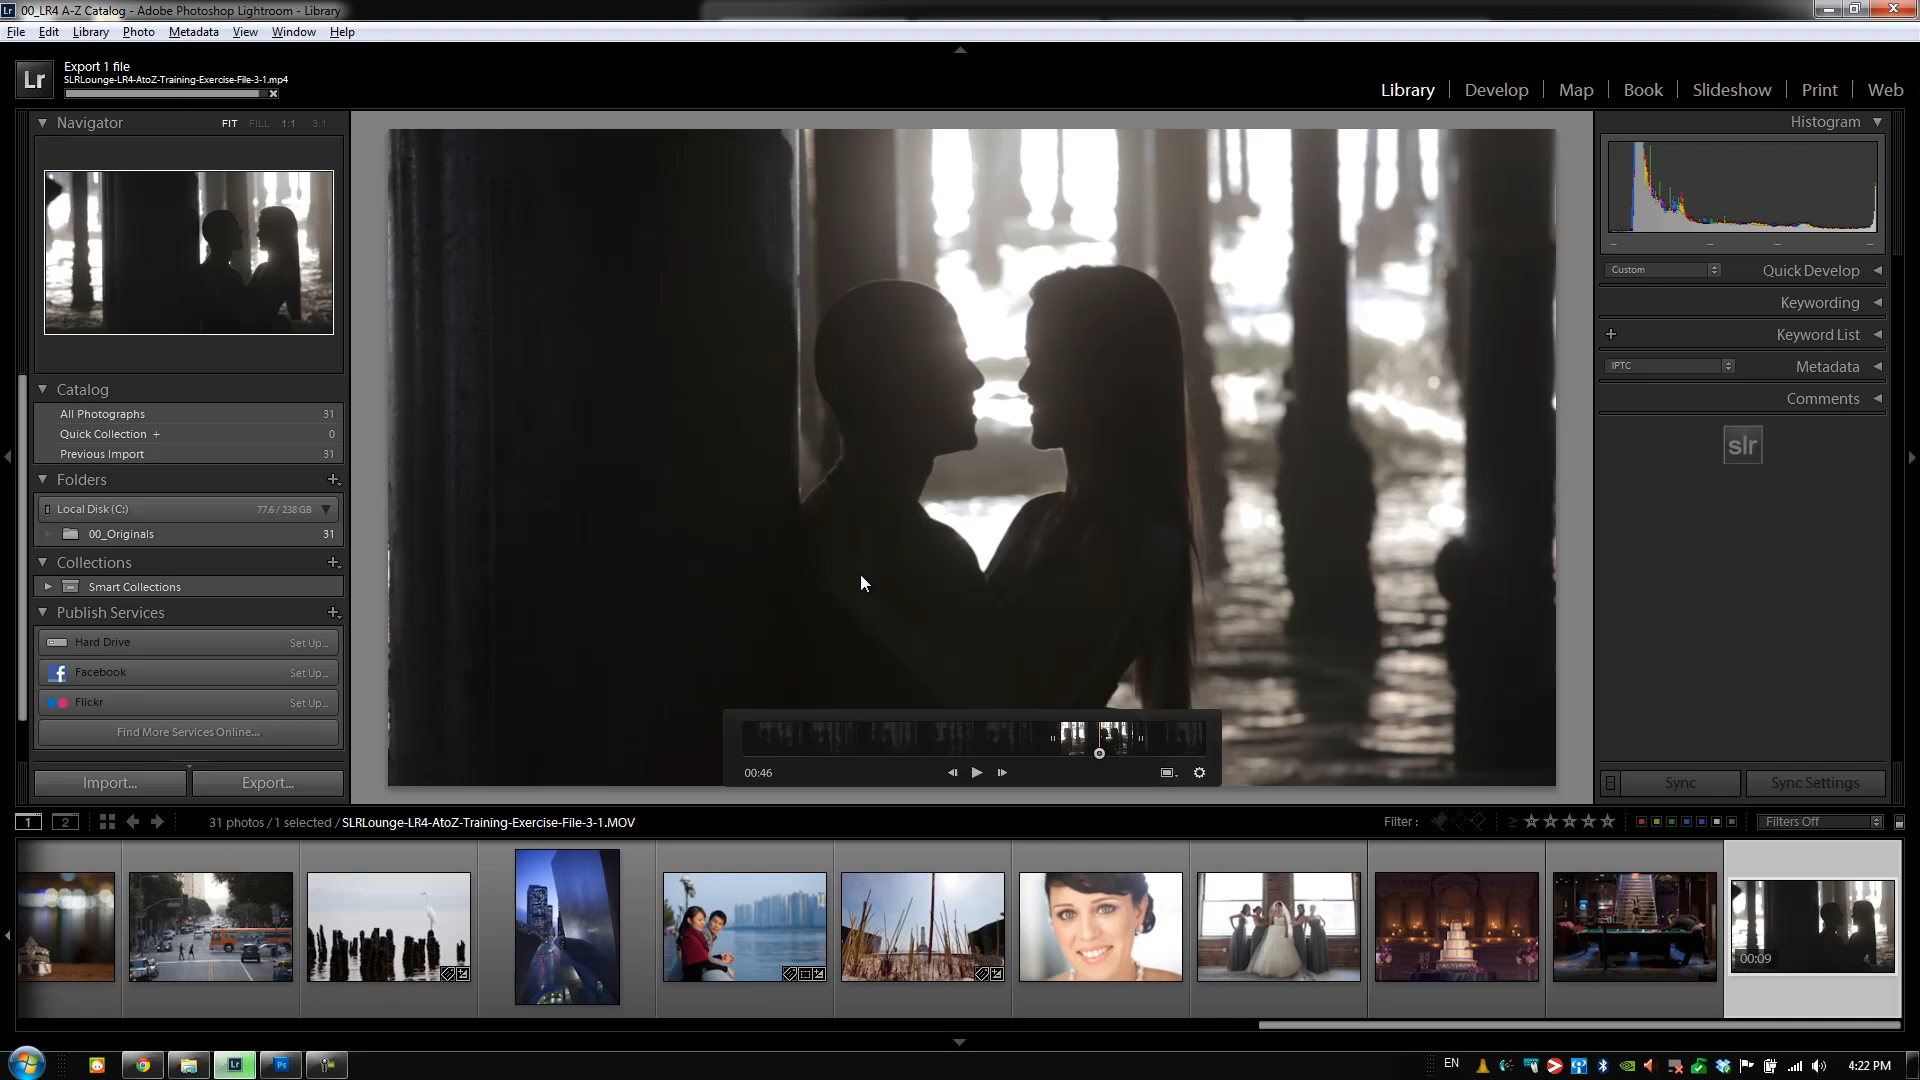 Lr 00_LR4 A-Z Catalog - Adobe Photoshop Lightroom - Library
File Edit Library Photo Metadata View Window Help
Lr
Export 1 file
SLRLounge-LR4-AtoZ-Training-Exercise-File-3-1.mp4
Library Develop Map Book Slideshow Print Web
Navigator FIT FILL 1:1 3:1
Histogram
Custom Quick Develop
Keywording
Keyword List
IPTC Metadata
Comments
slr
Catalog
All Photographs 31
Quick Collection + 0
Previous Import 31
Folders
Local Disk (C:) 77.6 / 238 GB
00_Originals 31
Collections
Smart Collections
Publish Services
Hard Drive Set Up...
Facebook Set Up...
Flickr Set Up...
Find More Services Online...
Import... Export...
00:46
Sync Sync Settings
1 2 31 photos / 1 selected / SLRLounge-LR4-AtoZ-Training-Exercise-File-3-1.MOV
Filter : ≥ Filters Off
00:09
Lr Ps EN 4:22 PM